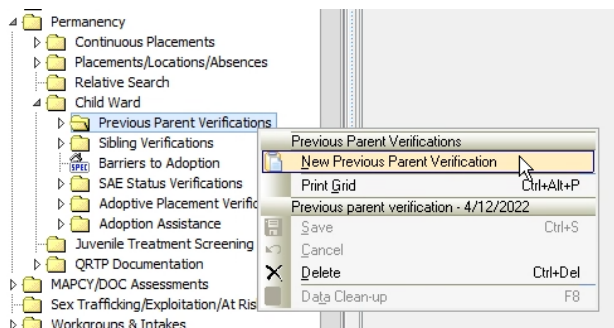 Permanency
Continuous Placements
Placements/Locations/Absences
Relative Search
Child Ward
Previous Parent Verifications
Sibling Verifications
SPEC Barriers to Adoption
SAE Status Verifications
Adoptive Placement Verific
Adoption Assistance
Juvenile Treatment Screening
QRTP Documentation
MAPCY/DOC Assessments
Sex Trafficking/Exploitation/At Ris
Workgroups & Intakes
Previous Parent Verifications
New Previous Parent Verification
Print Grid Ctrl+Alt+P
Previous parent verification - 4/12/2022
Save Ctrl+S
Cancel
Delete Ctrl+Del
Data Clean-up F8